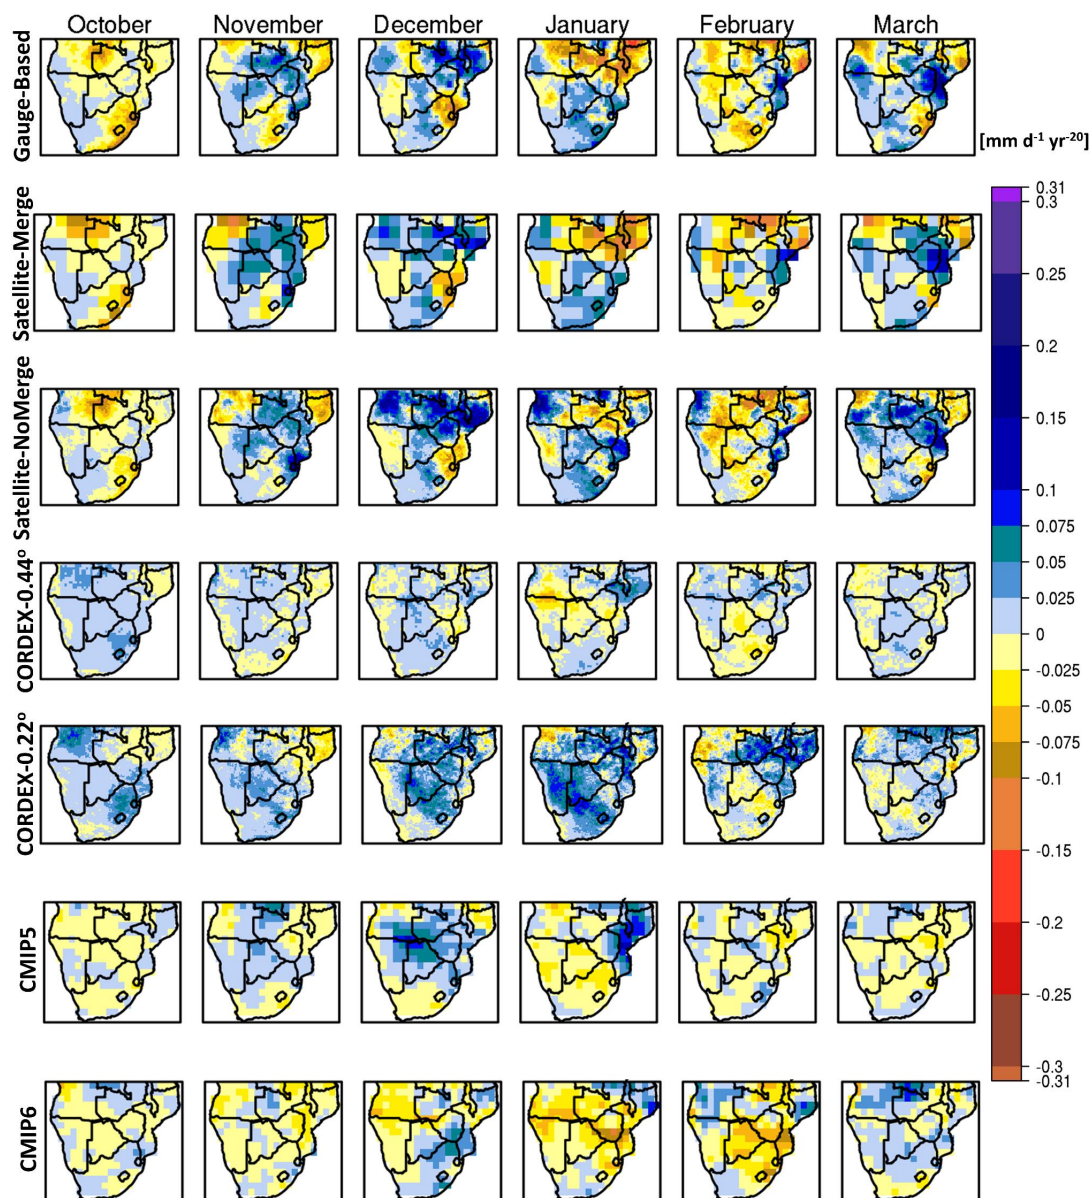 October November December January February March
Gauge-Based
[mm d-1 yr-20]
Satellite-Merge
Satellite-NoMerge
CORDEX-0.44º
CORDEX-0.22º
CMIP5
CMIP6
0.31
0.3
0.25
0.2
0.15
0.1
0.075
0.05
0.025
0
-0.025
-0.05
-0.075
-0.1
-0.15
-0.2
-0.25
-0.3
-0.31